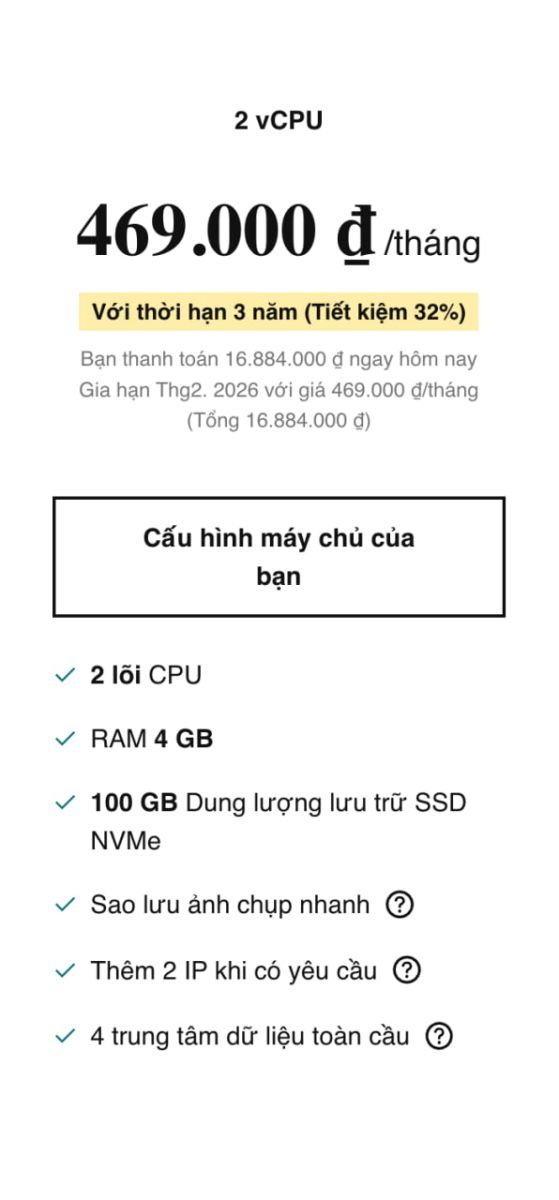 2 vCPU
469.000 ₫/tháng
Với thời hạn 3 năm (Tiết kiệm 32%)
Bạn thanh toán 16.884.000 ₫ ngay hôm nay
Gia hạn Thg2. 2026 với giá 469.000 ₫/tháng
(Tổng 16.884.000 ₫)
Cấu hình máy chủ của
bạn
2 lõi CPU
RAM 4 GB
100 GB Dung lượng lưu trữ SSD
NVMe
Sao lưu ảnh chụp nhanh ?
Thêm 2 IP khi có yêu cầu ?
4 trung tâm dữ liệu toàn cầu ?